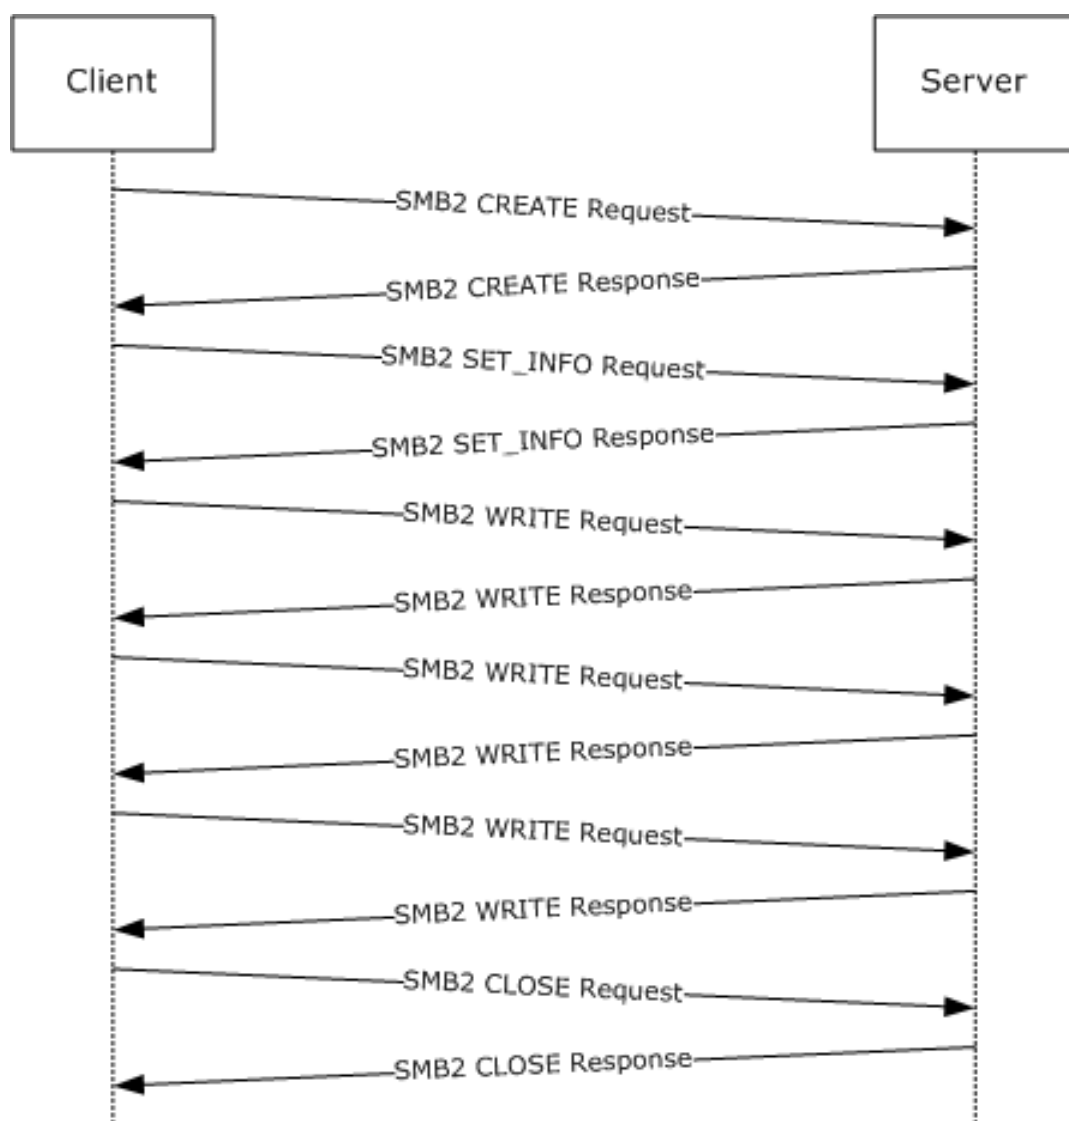 Client
Server
SMB2 CREATE Request
SMB2 CREATE Response
SMB2 SET_INFO Request
SMB2 SET_INFO Response
SMB2 WRITE Request
SMB2 WRITE Response
SMB2 WRITE Request
SMB2 WRITE Response
SMB2 WRITE Request
SMB2 WRITE Response
SMB2 CLOSE Request
SMB2 CLOSE Response